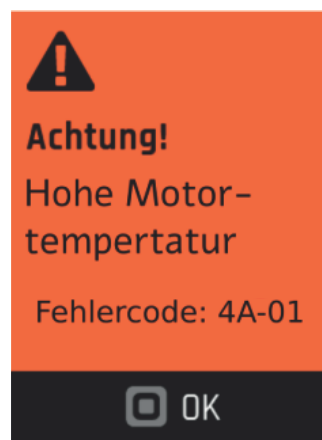 Achtung!
Hohe Motor-
tempertatur
Fehlercode: 4A-01
OK